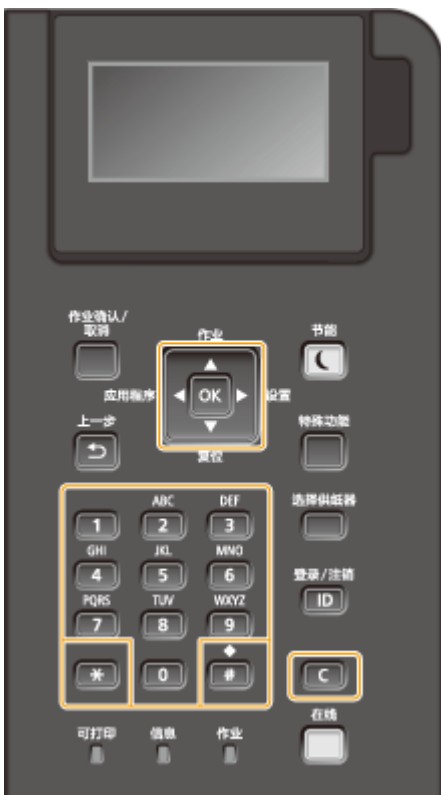 作业确认/
取消
作业
节能
应用程序
OK
设置
上一步
复位
特殊功能
ABC
DEF
选择供纸器
1
2
3
GHI
JKL
MNO
4
5
6
登录/注销
PQRS
TUV
WXYZ
ID
7
8
9
*
0
#
C
可打印
信息
作业
在线